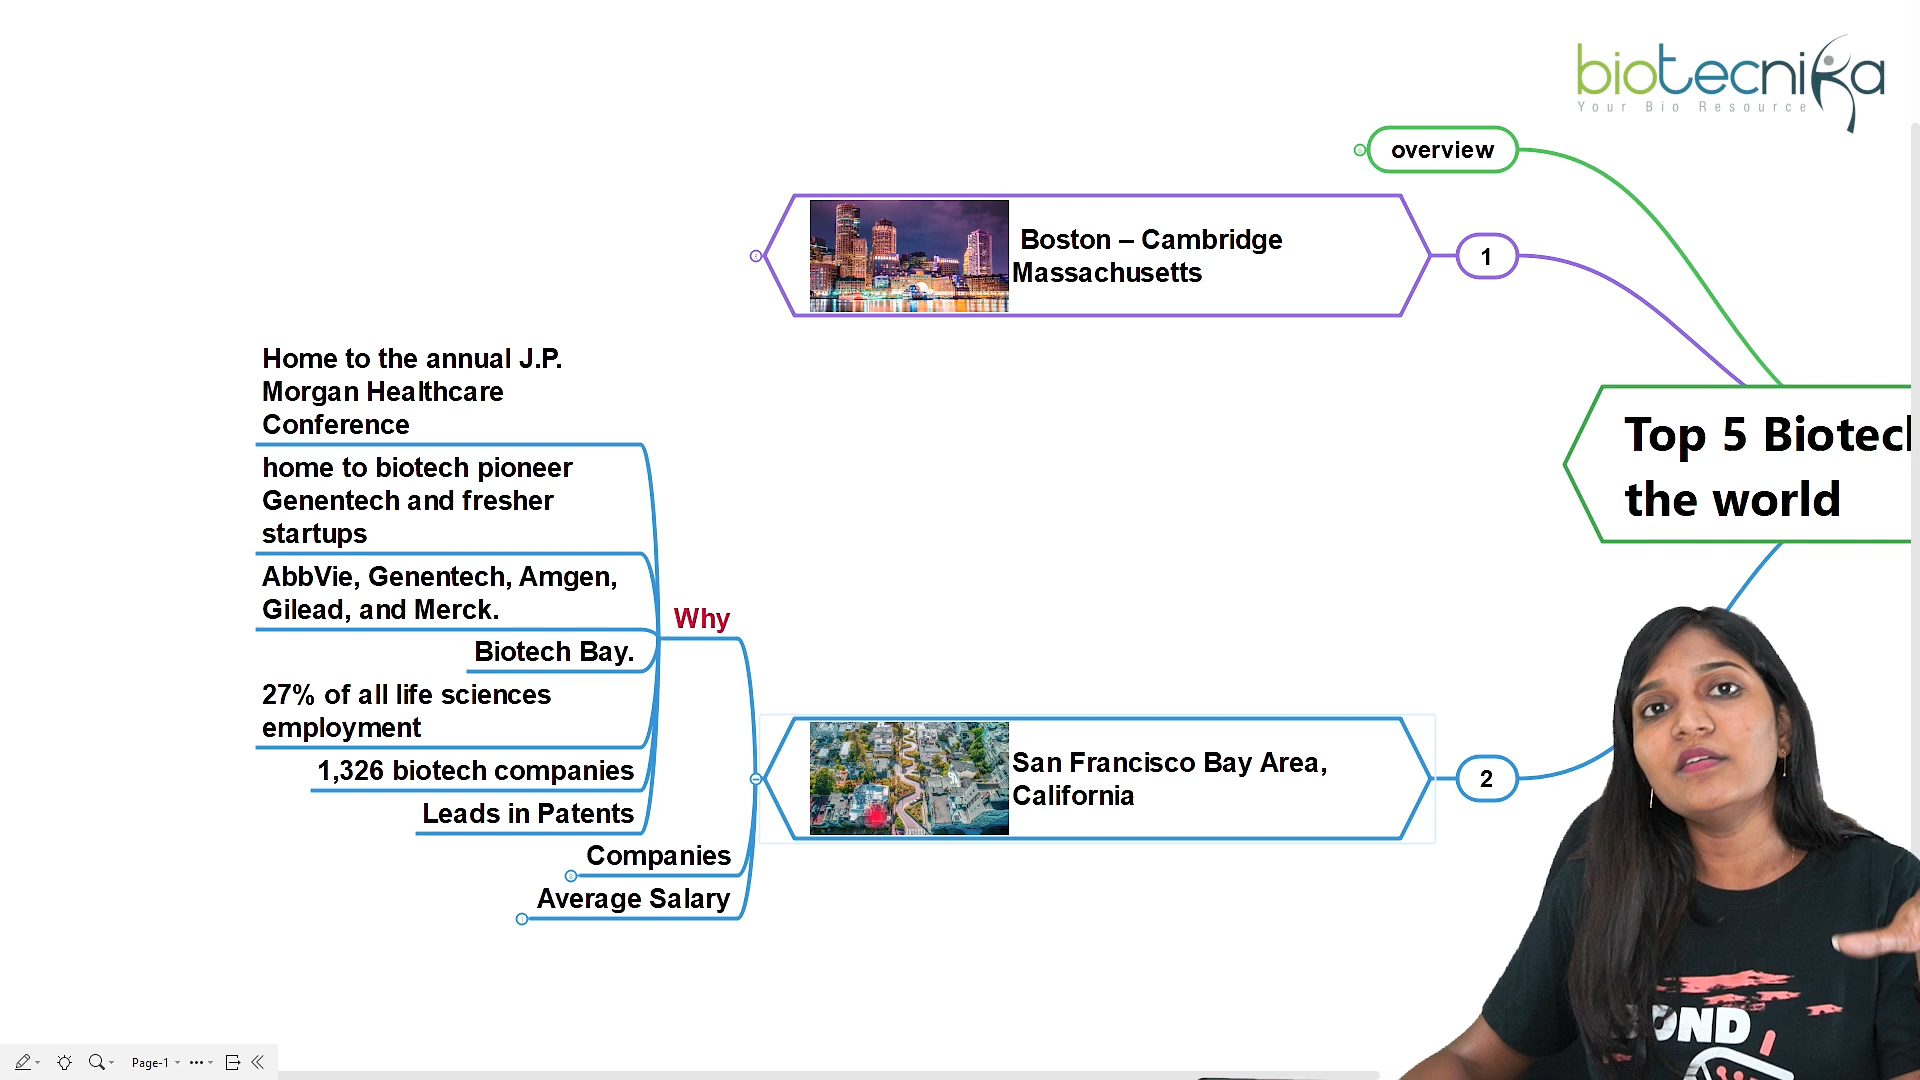 biotecnika
Your Bio Resource
overview
Boston – Cambridge
Massachusetts
1
Top 5 Biotech
the world
Home to the annual J.P.
Morgan Healthcare
Conference
home to biotech pioneer
Genentech and fresher
startups
AbbVie, Genentech, Amgen,
Gilead, and Merck.
Biotech Bay.
27% of all life sciences
employment
1,326 biotech companies
Leads in Patents
Why
Companies
Average Salary
San Francisco Bay Area,
California
2
OND
Page-1